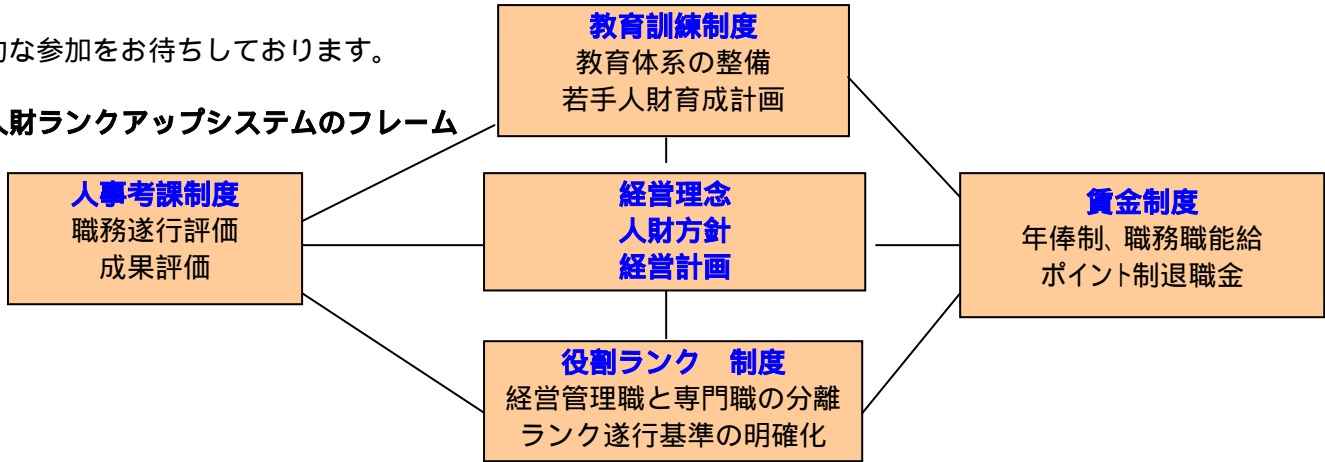 的な参加をお待ちしております。
人財ランクアップシステムのフレーム
教育訓練制度
教育体系の整備
若手人財育成計画
人事考課制度
職務遂行評価
成果評価
経営理念
人財方針
経営計画
賃金制度
年俸制、職務職能給
ポイント制退職金
役割ランク　制度
経営管理職と専門職の分離
ランク遂行基準の明確化